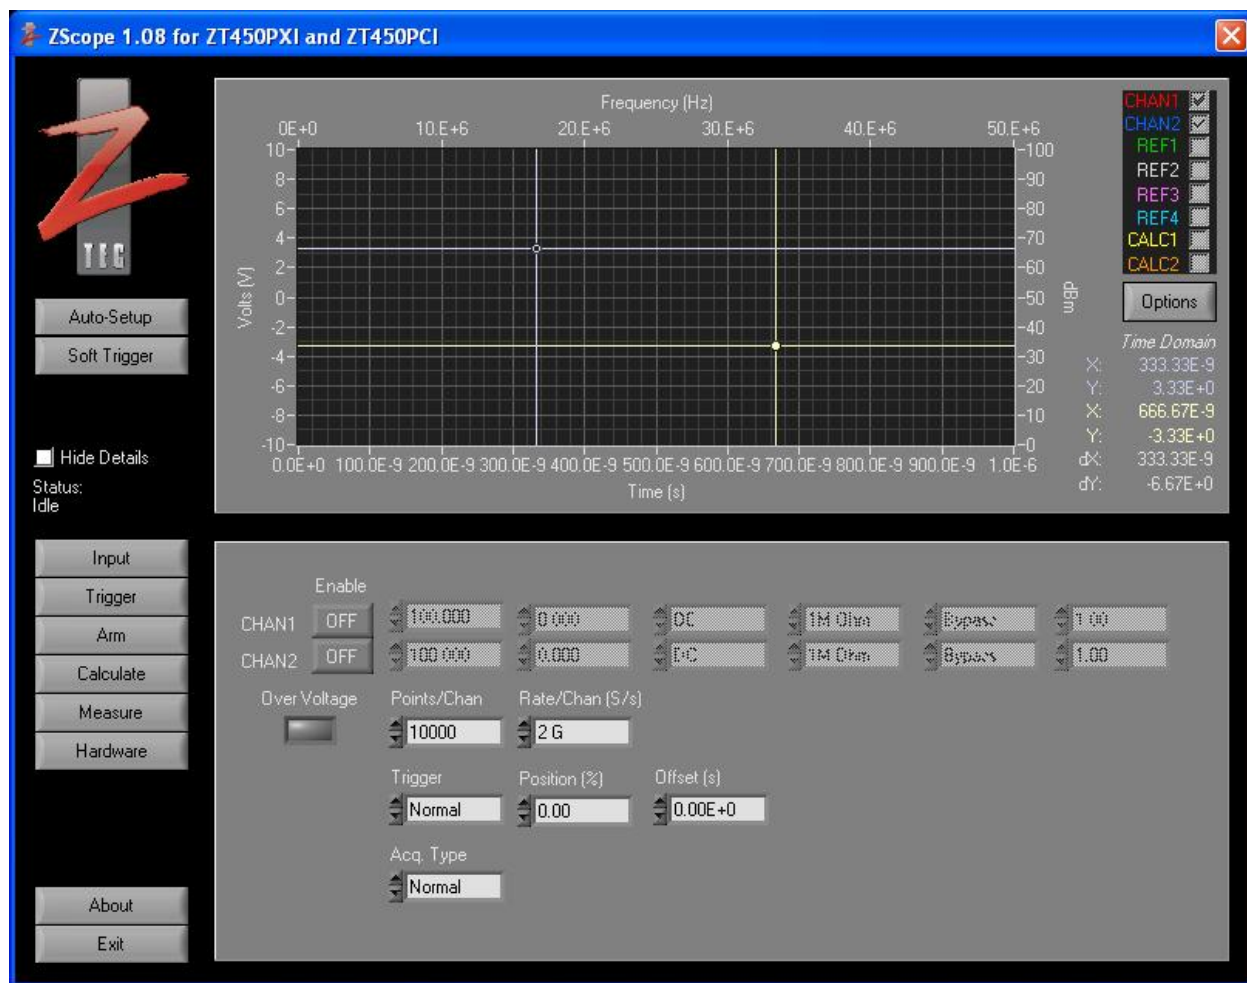 ZScope 1.08 for ZT450PXI and ZT450PCI
Z
TEC
Auto-Setup
Soft Trigger
Hide Details
Status:
Idle
Input
Trigger
Arm
Calculate
Measure
Hardware
About
Exit
Frequency (Hz)
0E+0 10.E+6 20.E+6 30.E+6 40.E+6 50.E+6
10 100
8 90
6 80
4 70
2 60
0 50
-2 40
-4 30
-6 20
-8 10
-10 0
Volts (V)
dBm
0.0E+0 100.0E-9 200.0E-9 300.0E-9 400.0E-9 500.0E-9 600.0E-9 700.0E-9 800.0E-9 900.0E-9 1.0E-6
Time (s)
CHAN1
CHAN2
REF1
REF2
REF3
REF4
CALC1
CALC2
Options
Time Domain
X: 333.33E-9
Y: 3.33E+0
X: 666.67E-9
Y: -3.33E+0
dX: 333.33E-9
dY: -6.67E+0
Enable
CHAN1 OFF 100.000 0.000 DC 1M Ohm Bypass 1.00
CHAN2 OFF 100.000 0.000 DC 1M Ohm Bypass 1.00
Over Voltage Points/Chan Rate/Chan (S/s)
10000 2 G
Trigger Position (%) Offset (s)
Normal 0.00 0.00E+0
Acq. Type
Normal